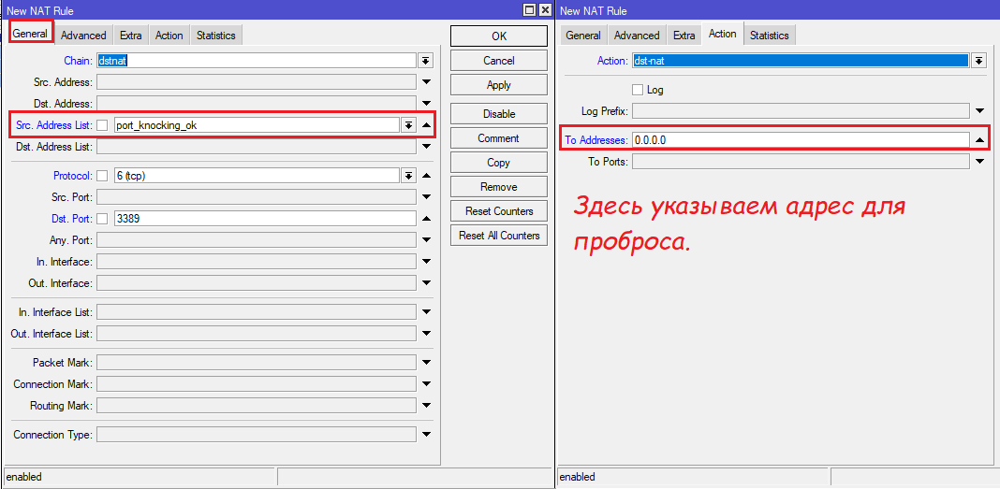 New NAT Rule
General
Advanced
Extra
Action
Statistics
Chain: dstnat
Src. Address:
Dst. Address:
Src. Address List: port_knocking_ok
Dst. Address List:
Protocol: 6 (tcp)
Src. Port:
Dst. Port: 3389
Any. Port:
In. Interface:
Out. Interface:
In. Interface List:
Out. Interface List:
Packet Mark:
Connection Mark:
Routing Mark:
Connection Type:
enabled
OK
Cancel
Apply
Disable
Comment
Copy
Remove
Reset Counters
Reset All Counters
New NAT Rule
General
Advanced
Extra
Action
Statistics
Action: dst-nat
Log
Log Prefix:
To Addresses: 0.0.0.0
To Ports:
Здесь указываем адрес для
проброса.
enabled